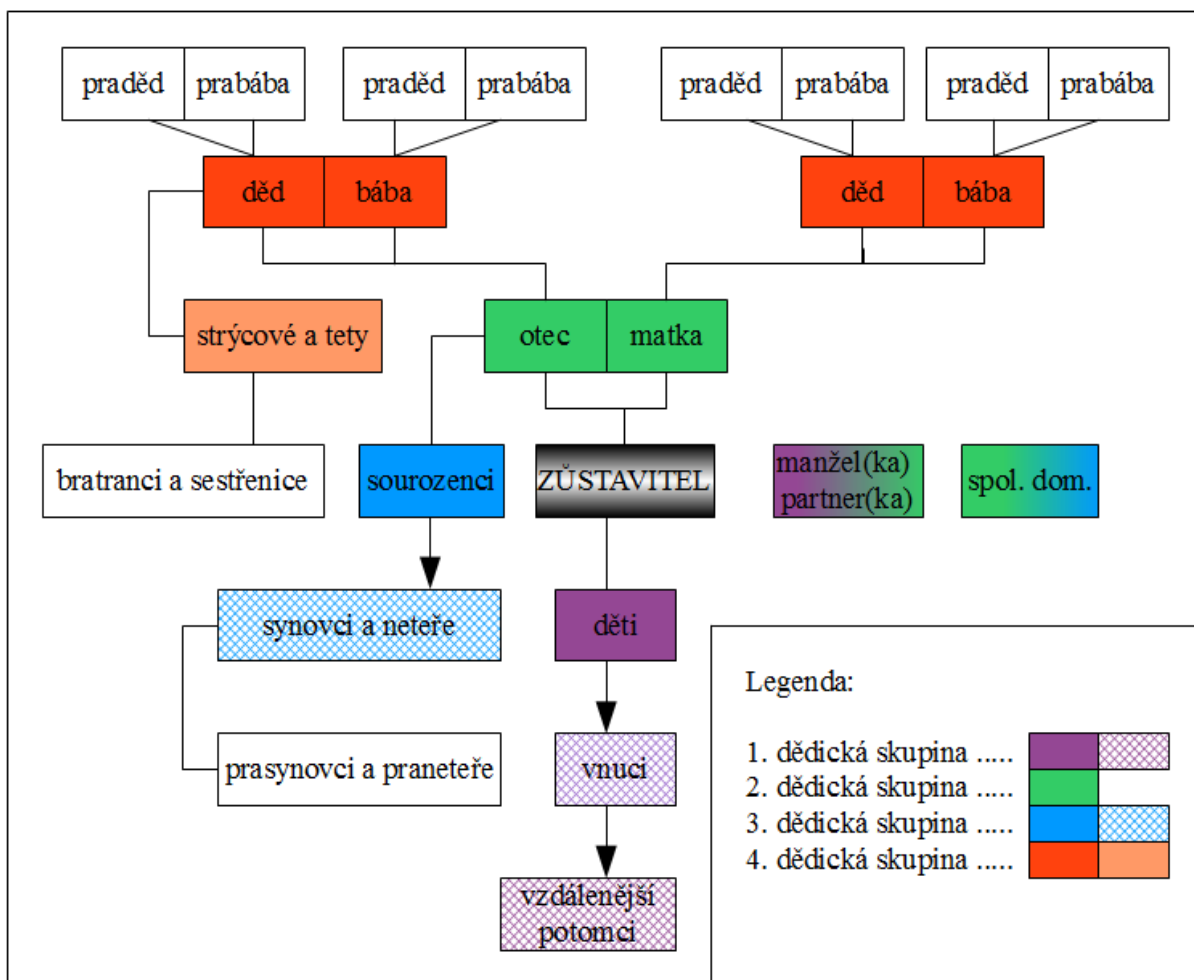 praděd prababa praděd prabába praděd prabába praděd prabába
děd bába děd bába
strýcové a tety otec matka
bratranci a sestřenice sourozenci ZŮSTAVITEL manžel(ka) spol. dom.
partner(ka)
synovci a neteře děti
Legenda:
prasynovci a praneteře vnuci
1. dědická skupina .....
2. dědická skupina .....
3. dědická skupina .....
4. dědická skupina .....
vzdálenější
potomci